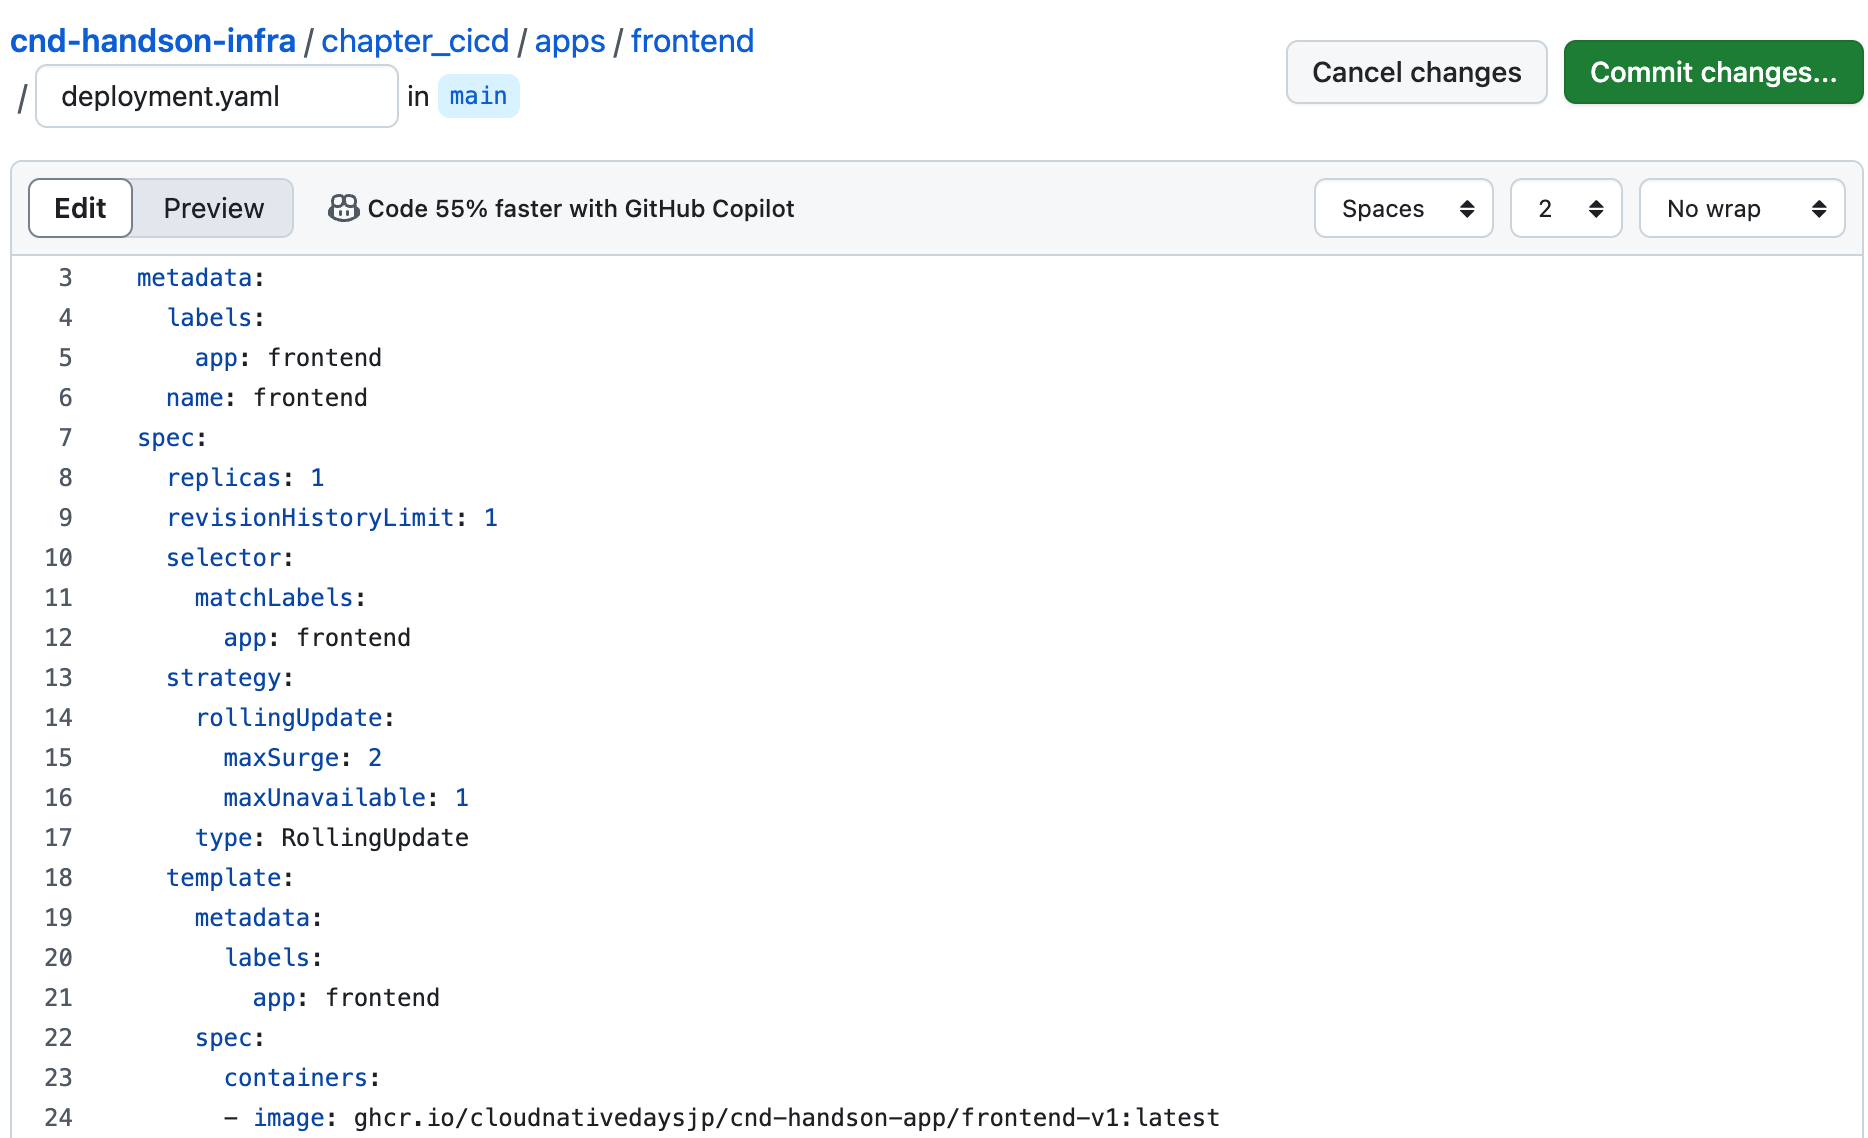 cnd-handson-infra / chapter_cicd / apps / frontend
/ deployment.yaml in main
Cancel changes
Commit changes...
Edit Preview Code 55% faster with GitHub Copilot Spaces 2 No wrap
3 metadata:
4   labels:
5     app: frontend
6   name: frontend
7 spec:
8   replicas: 1
9   revisionHistoryLimit: 1
10   selector:
11     matchLabels:
12       app: frontend
13   strategy:
14     rollingUpdate:
15       maxSurge: 2
16       maxUnavailable: 1
17     type: RollingUpdate
18   template:
19     metadata:
20       labels:
21         app: frontend
22     spec:
23       containers:
24       - image: ghcr.io/cloudnativedaysjp/cnd-handson-app/frontend-v1:latest